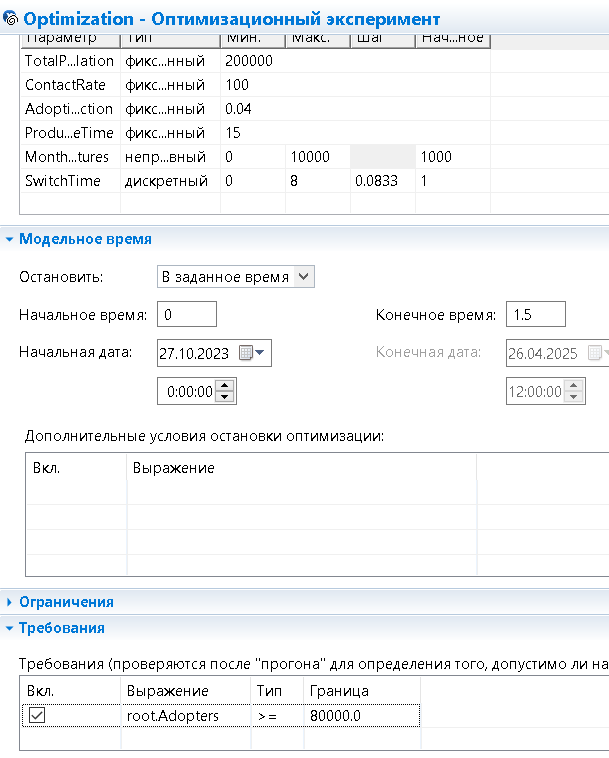 Optimization - Оптимизационный эксперимент
Параметр Тип Мин. Макс. Шаг Нач...ное
TotalP...lation фикс...нный 200000
ContactRate фикс...нный 100
Adopti...ction фикс...нный 0.04
Produ...eTime фикс...нный 15
Month...tures непр...вный 0 10000 1000
SwitchTime дискретный 0 8 0.0833 1
Модельное время
Остановить: В заданное время
Начальное время: 0 Конечное время: 1.5
Начальная дата: 27.10.2023 Конечная дата: 26.04.2025
0:00:00 12:00:00
Дополнительные условия остановки оптимизации:
Вкл. Выражение
Ограничения
Требования
Требования (проверяются после "прогона" для определения того, допустимо ли на
Вкл. Выражение Тип Граница
root.Adopters >= 80000.0